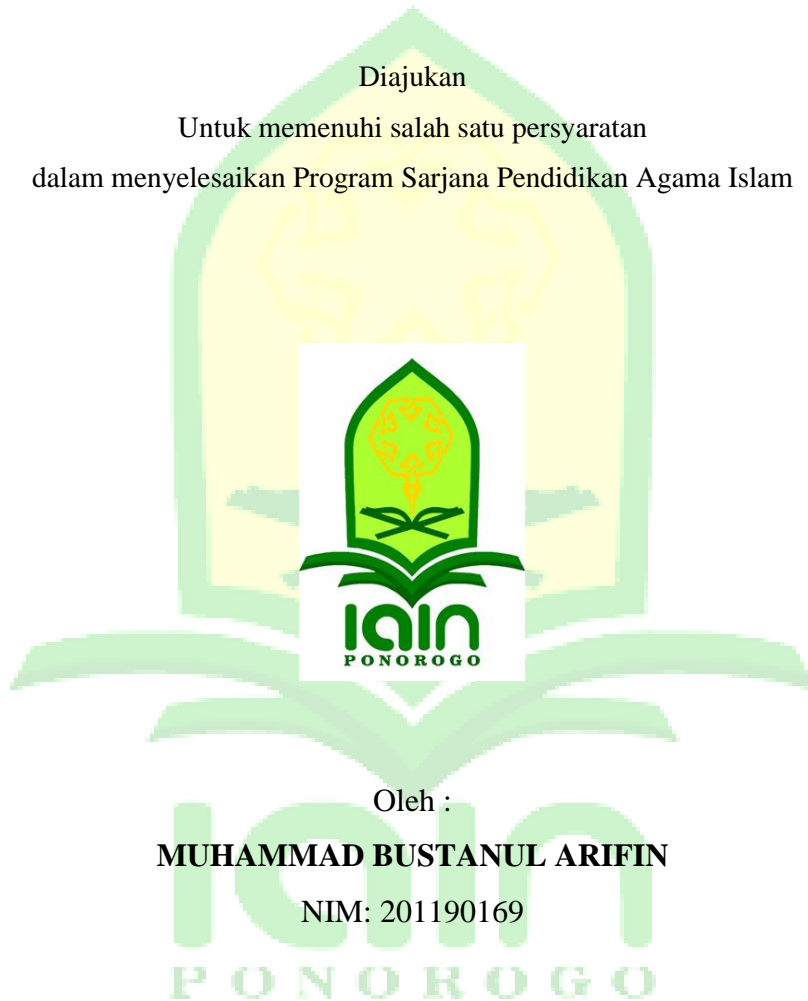 Diajukan
Untuk memenuhi salah satu persyaratan
dalam menyelesaikan Program Sarjana Pendidikan Agama Islam
iain
PONOROGO
Oleh :
MUHAMMAD BUSTANUL ARIFIN
NIM: 201190169
iain
PONOROGO